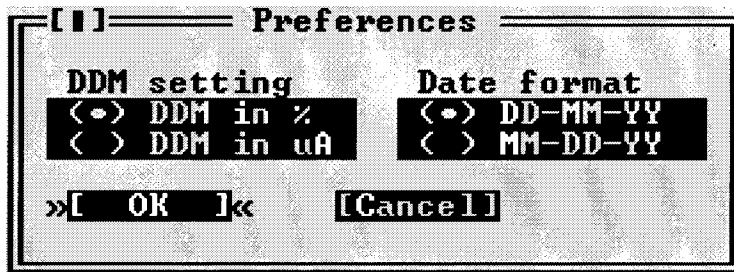 [▮] Preferences
DDM setting Date format
(•) DDM in % (•) DD-MM-YY
( ) DDM in uA ( ) MM-DD-YY
»[ OK ]« [Cancel]